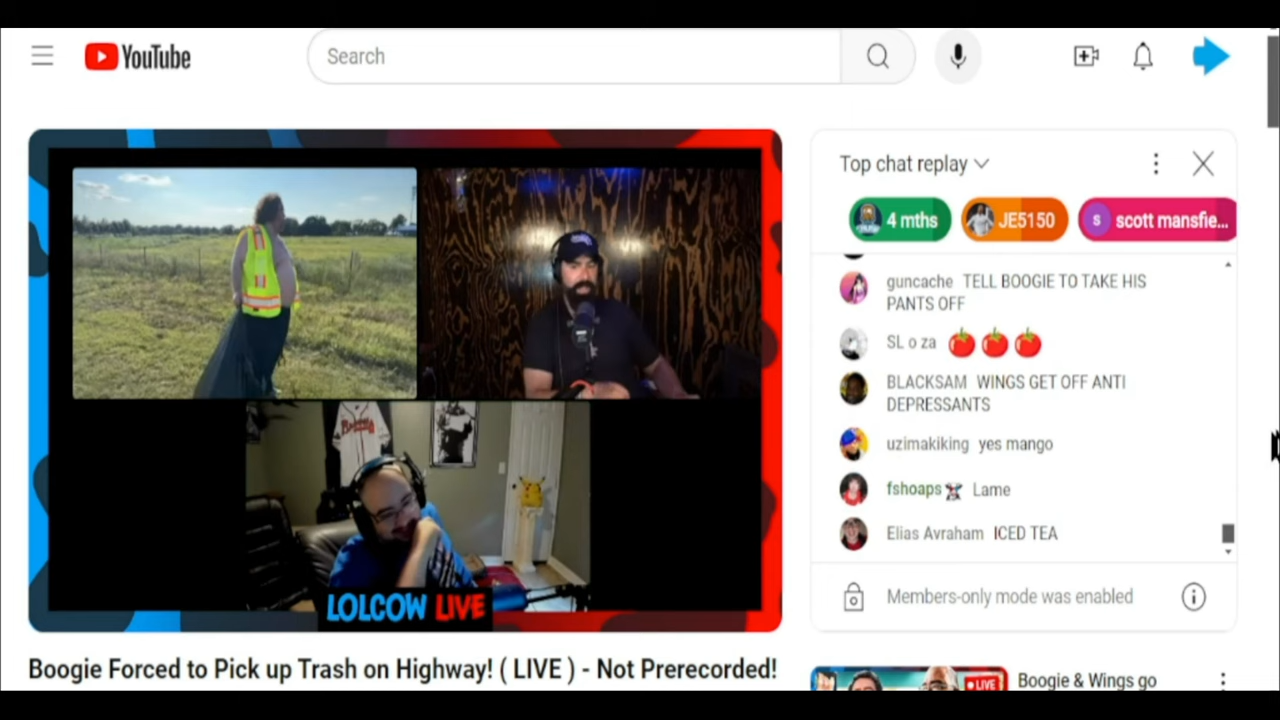 YouTube
Search
Top chat replay
4 mths
JE5150
S
scott mansfie...
guncache TELL BOOGIE TO TAKE HIS
PANTS OFF
SL o za
BLACKSAM WINGS GET OFF ANTI
DEPRESSANTS
uzimakiking yes mango
fshoaps Lame
Elias Avraham ICED TEA
Members-only mode was enabled
Braves
LOLCOW LIVE
Boogie Forced to Pick up Trash on Highway! ( LIVE ) - Not Prerecorded!
LIVE
Boogie & Wings go